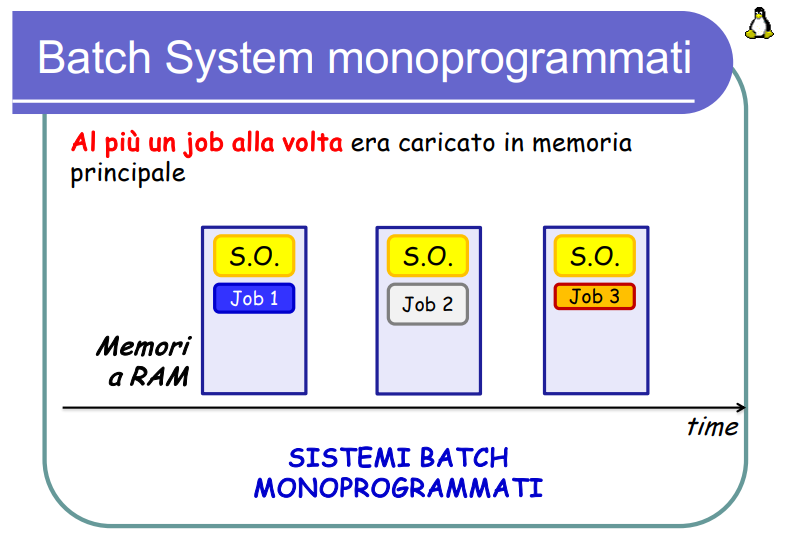 Batch System monoprogrammati
Al più un job alla volta era caricato in memoria
principale
S.O.
S.O.
S.O.
Job 1
Job 2
Job 3
Memori
a RAM
time
SISTEMI BATCH
MONOPROGRAMMATI